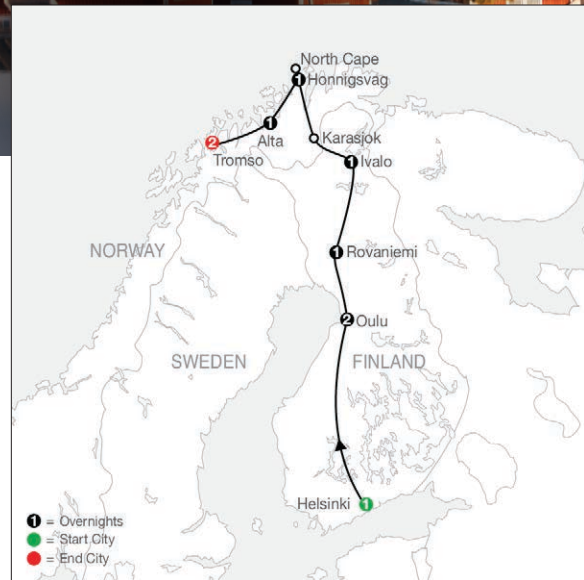 North Cape
1 Honnigsvag
1
Alta
Karasjok
2
Tromso
1 Ivalo
NORWAY
1 Rovaniemi
2 Oulu
SWEDEN
FINLAND
Helsinki 1
1 = Overnights
= Start City
= End City